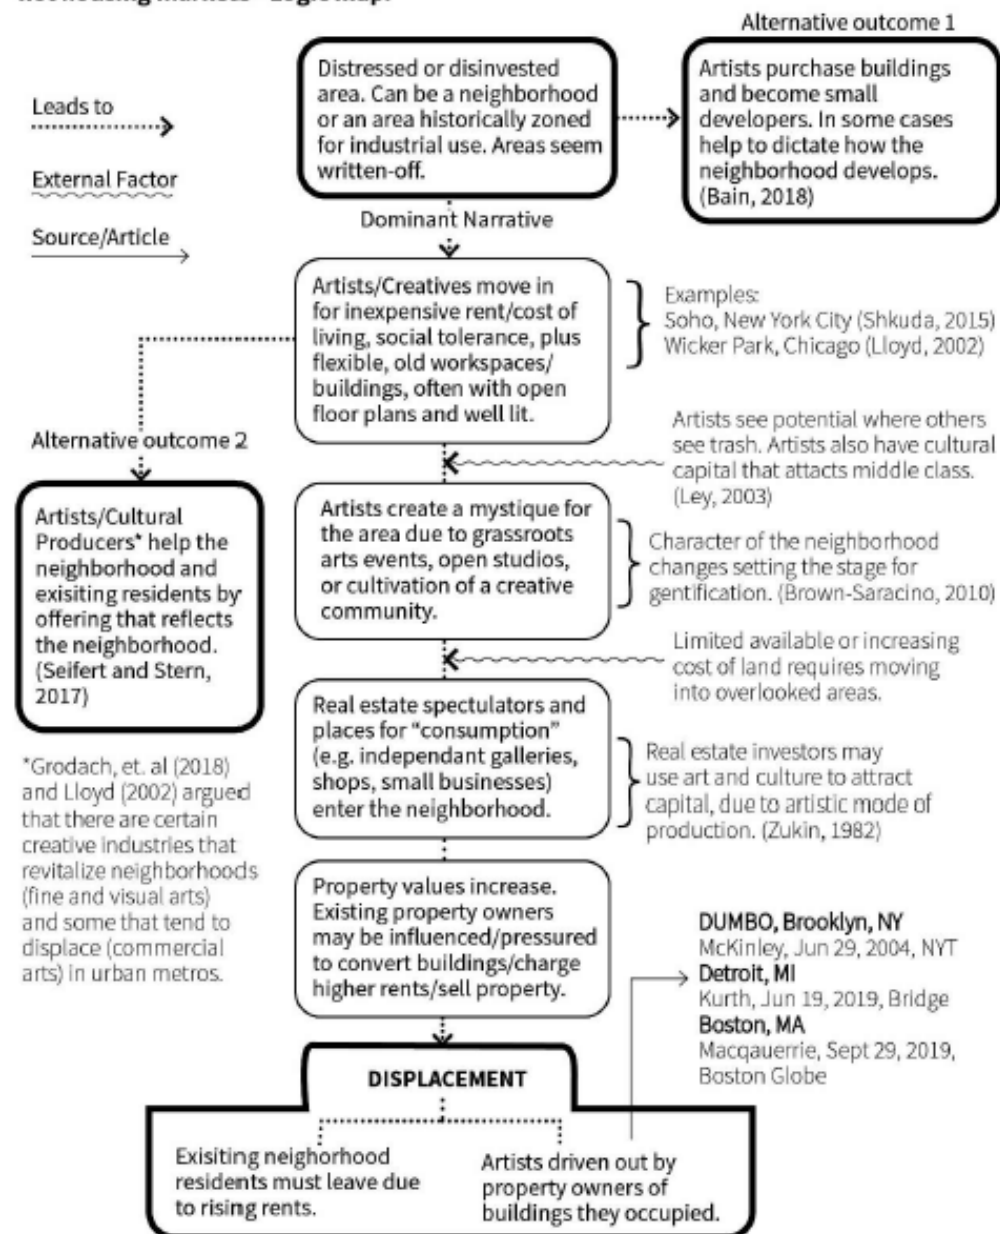 Alternative outcome 1
Leads to
External Factor
Source/Article
Distressed or disinvested
area. Can be a neighborhood
or an area historically zoned
for industrial use. Areas seem
written-off.
Artists purchase buildings
and become small
developers. In some cases
help to dictate how the
neighborhood develops.
(Bain, 2018)
Dominant Narrative
Artists/Creatives move in
for inexpensive rent/cost of
living, social tolerance, plus
flexible, old workspaces/
buildings, often with open
floor plans and well lit.
Examples:
Soho, New York City (Shkuda, 2015)
Wicker Park, Chicago (Lloyd, 2002)
Alternative outcome 2
Artists/Cultural
Producers* help the
neighborhood and
exisiting residents by
offering that reflects
the neighborhood.
(Seifert and Stern,
2017)
*Grodach, et. al (2018)
and Lloyd (2002) argued
that there are certain
creative industries that
revitalize neighborhoods
(fine and visual arts)
and some that tend to
displace (commercial
arts) in urban metros.
Artists see potential where others
see trash. Artists also have cultural
capital that attacts middle class.
(Ley, 2003)
Artists create a mystique for
the area due to grassroots
arts events, open studios,
or cultivation of a creative
community.
Character of the neighborhood
changes setting the stage for
gentification. (Brown-Saracino, 2010)
Limited available or increasing
cost of land requires moving
into overlooked areas.
Real estate spectulators and
places for “consumption”
(e.g. independant galleries,
shops, small businesses)
enter the neighborhood.
Real estate investors may
use art and culture to attract
capital, due to artistic mode of
production. (Zukin, 1982)
Property values increase.
Existing property owners
may be influenced/pressured
to convert buildings/charge
higher rents/sell property.
DUMBO, Brooklyn, NY
McKinley, Jun 29, 2004, NYT
Detroit, MI
Kurth, Jun 19, 2019, Bridge
Boston, MA
Macqauerrie, Sept 29, 2019,
Boston Globe
DISPLACEMENT
Exisiting neighorhood
residents must leave due
to rising rents.
Artists driven out by
property owners of
buildings they occupied.